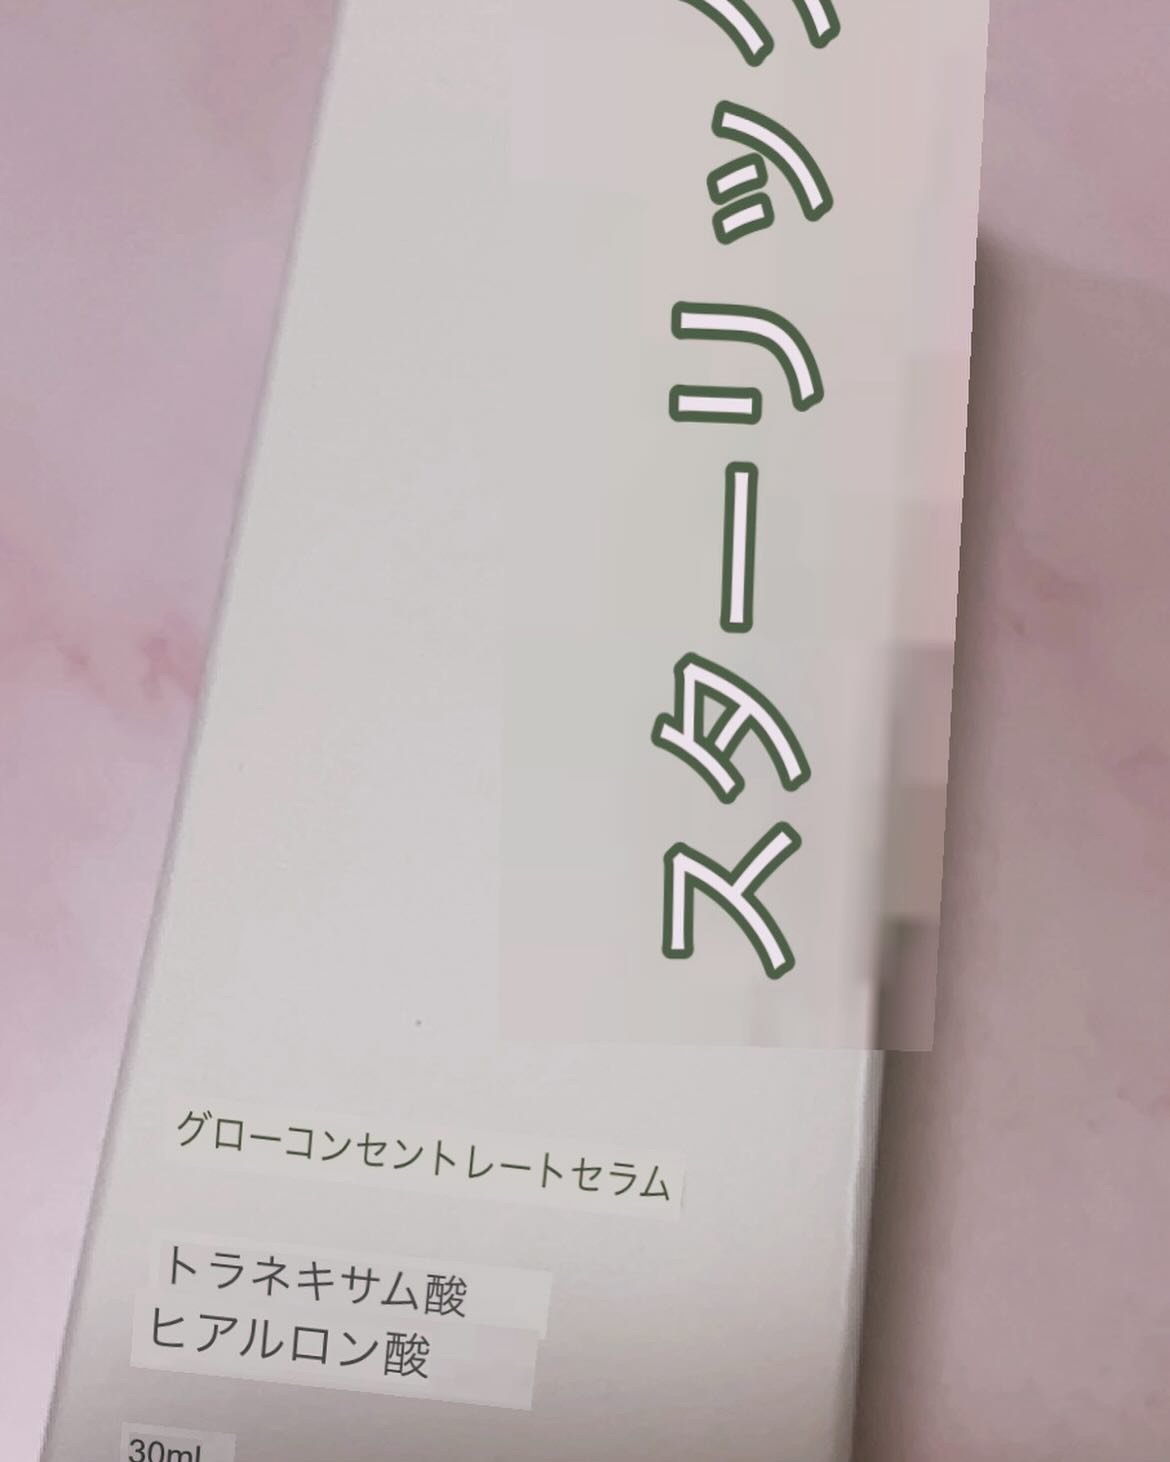 スターリッ
グローコンセントレートセラム
トラネキサム酸
ヒアルロン酸
30ml